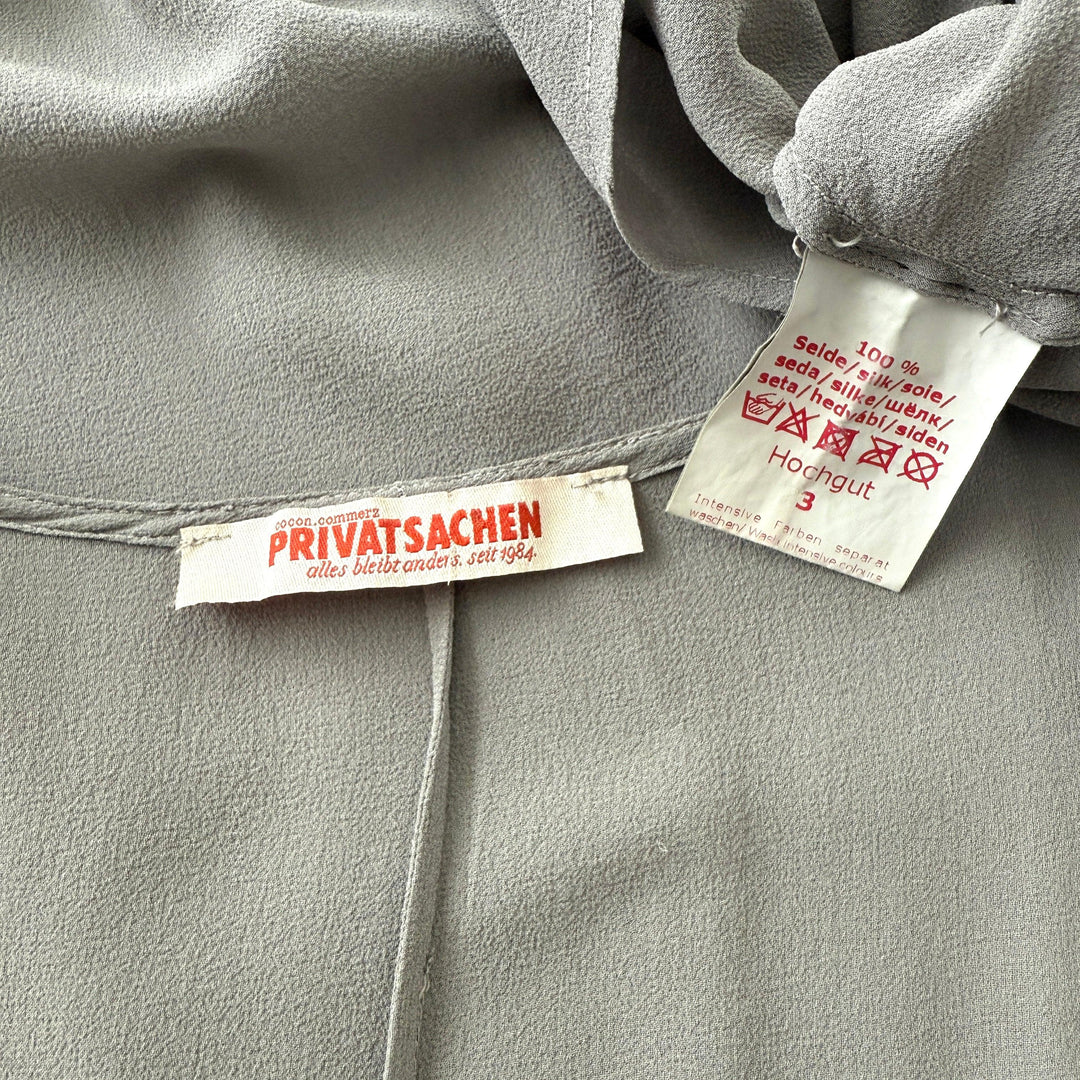 cocon.commerz
PRIVATSACHEN
alles bleibt anders. seit 1984.
100 %
Seide/silk/soie/
seda/silke/шёлк/
seta/hedvábí/siden
Hochgut
3
Intensive Farben separat
waschen/ Wash intensive colours